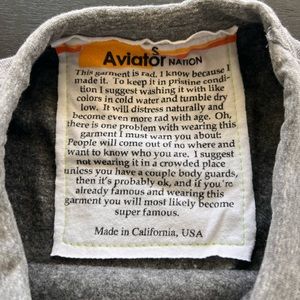 S
Aviator NATION
This garment is rad, I know because I
made it. To keep it in pristine condi-
tion I suggest washing it with like
colors in cold water and tumble dry
low. It will distress naturally and
become even more rad with age. Oh,
there is one problem with wearing this
garment I must warn you about:
People will come out of no where and
want to know who you are. I suggest
not wearing it in a crowded place
unless you have a couple body guards,
then it's probably ok, and if you're
already famous and wearing this
garment you will most likely become
super famous.
Made in California, USA